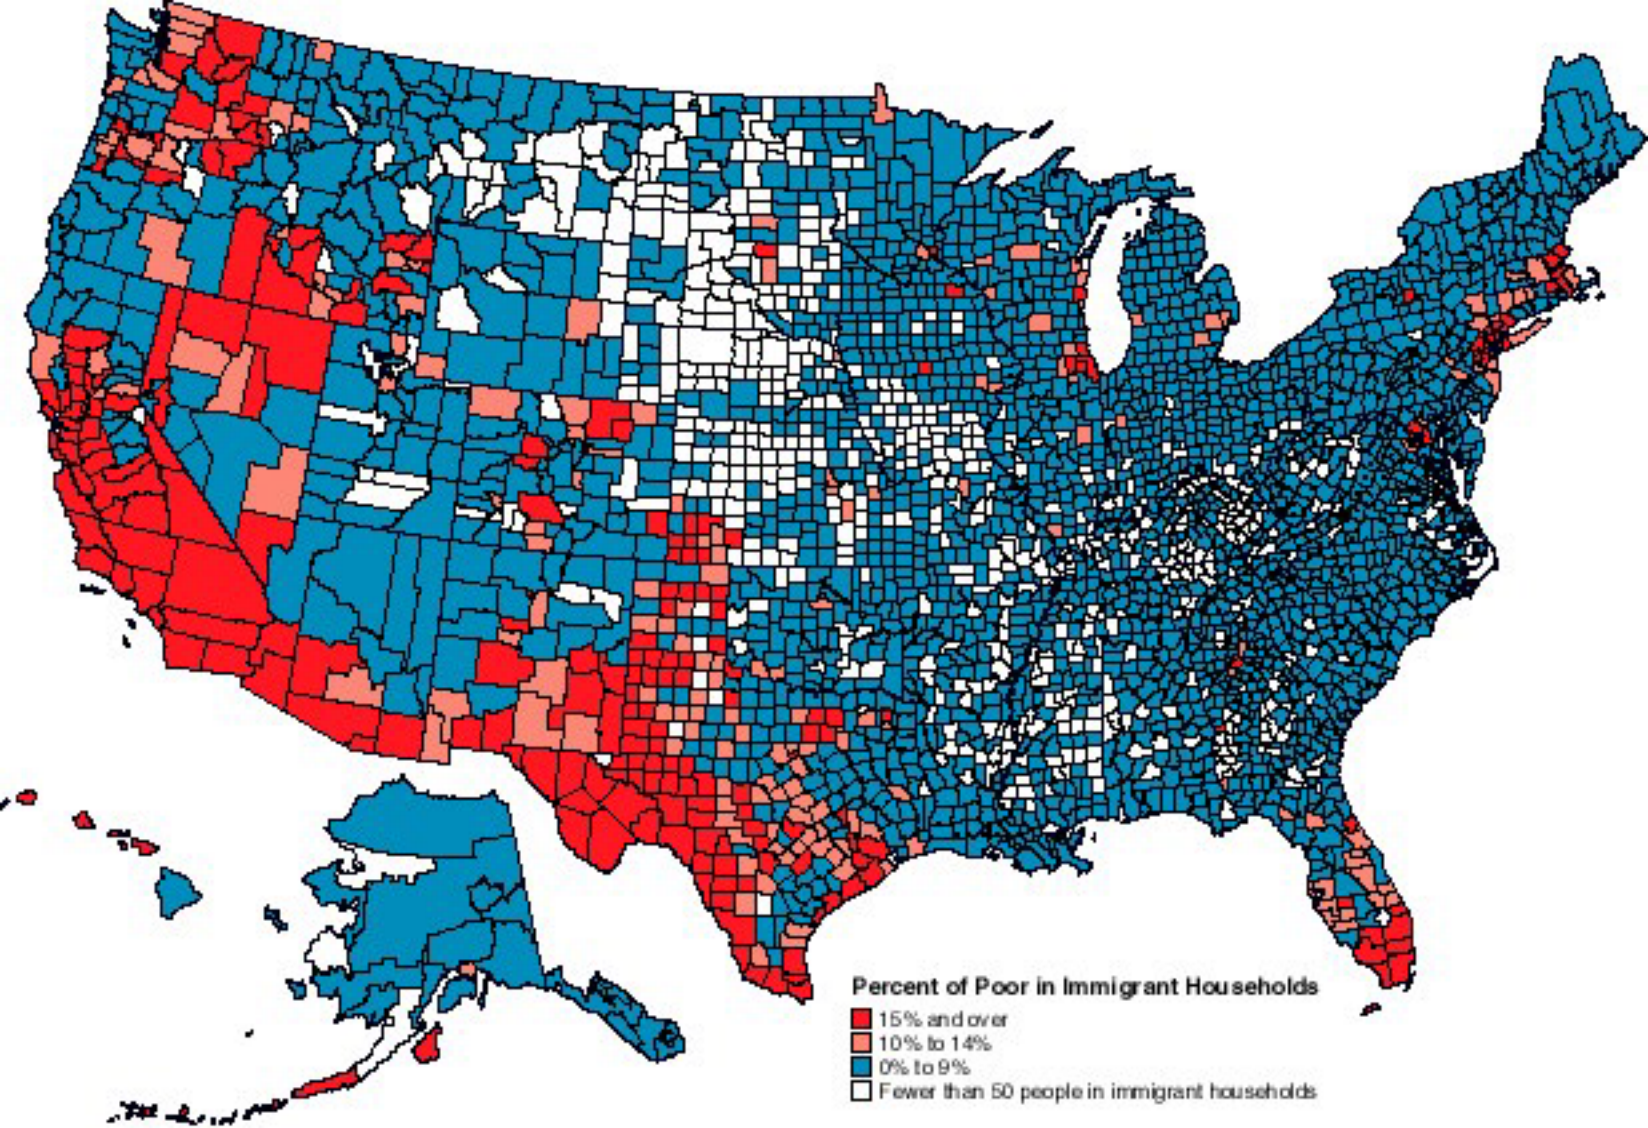 Percent of Poor in Immigrant Households
15% and over
10% to 14%
0% to 9%
Fewer than 50 people in immigrant households